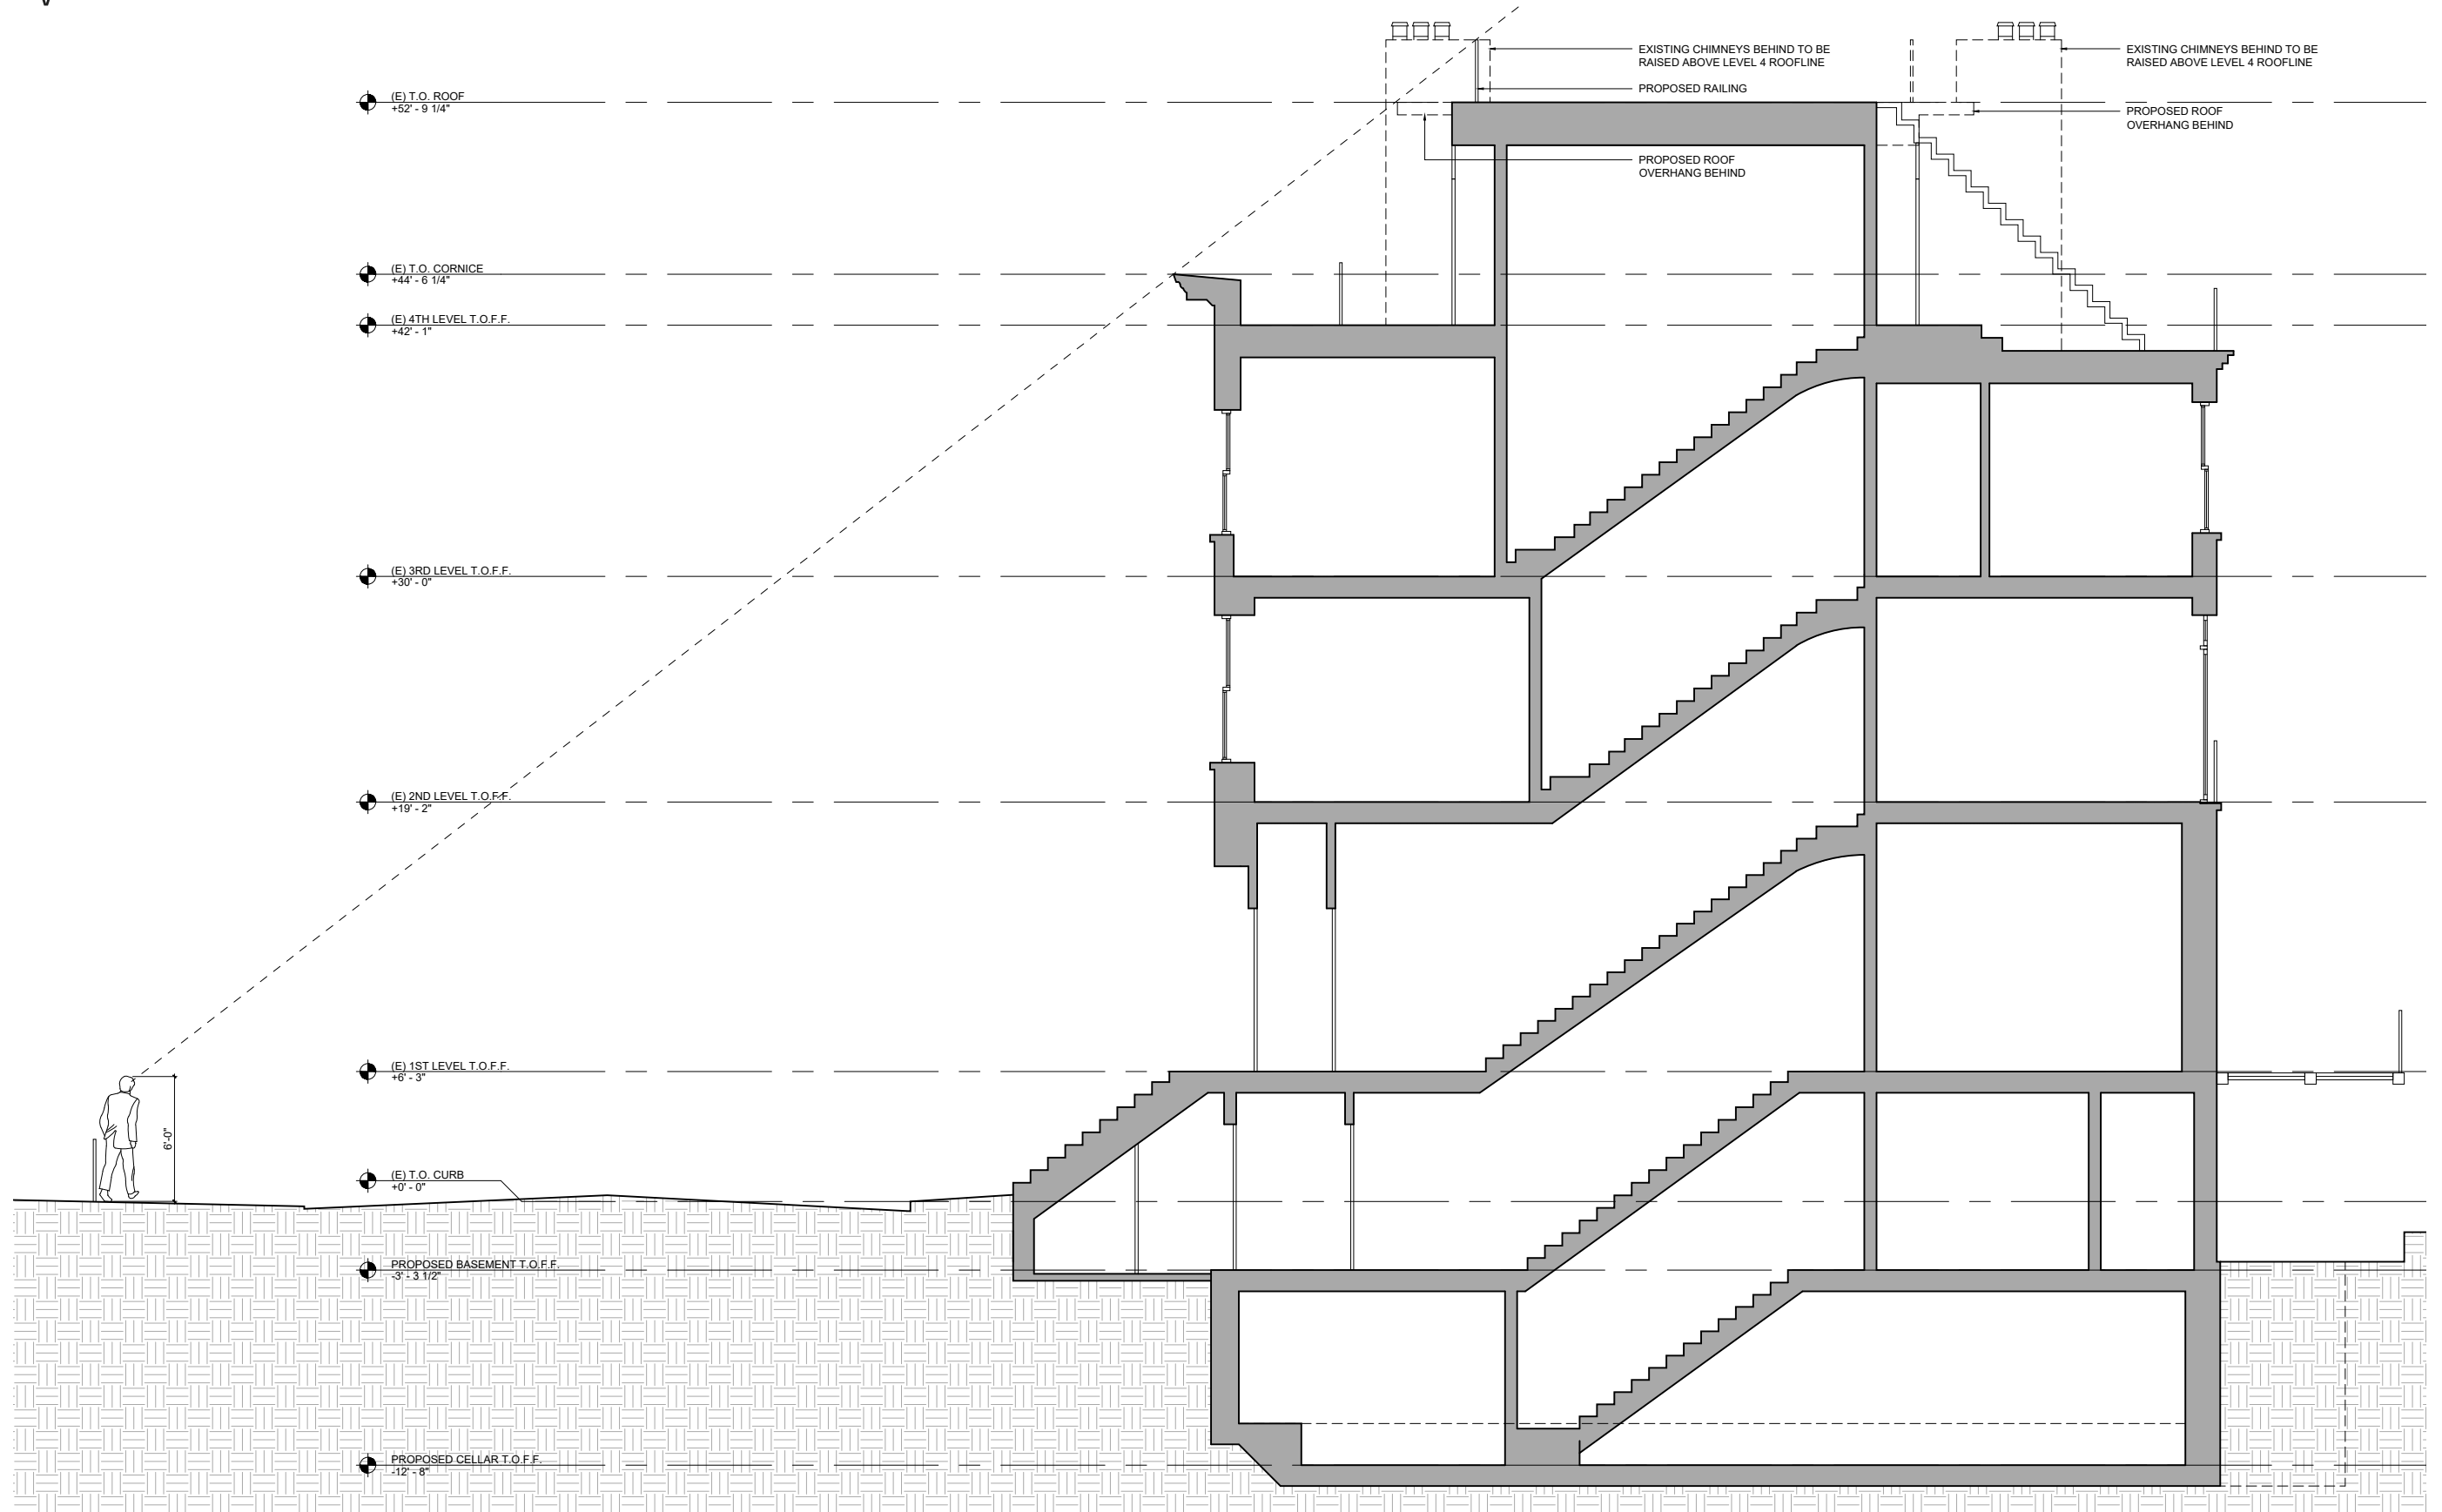 EXISTING CHIMNEYS BEHIND TO BE
RAISED ABOVE LEVEL 4 ROOFLINE
EXISTING CHIMNEYS BEHIND TO BE
RAISED ABOVE LEVEL 4 ROOFLINE
PROPOSED RAILING
(E) T.O. ROOF
+52' - 9 1/4"
PROPOSED ROOF
OVERHANG BEHIND
PROPOSED ROOF
OVERHANG BEHIND
(E) T.O. CORNICE
+44' - 6 1/4"
(E) 4TH LEVEL T.O.F.F.
+42' - 1"
(E) 3RD LEVEL T.O.F.F.
+30' - 0"
(E) 2ND LEVEL T.O.F.F.
+19' - 2"
(E) 1ST LEVEL T.O.F.F.
+6' - 3"
6'-0"
(E) T.O. CURB
+0' - 0"
PROPOSED BASEMENT T.O.F.F.
-3' - 3 1/2"
PROPOSED CELLAR T.O.F.F.
-12' - 8"